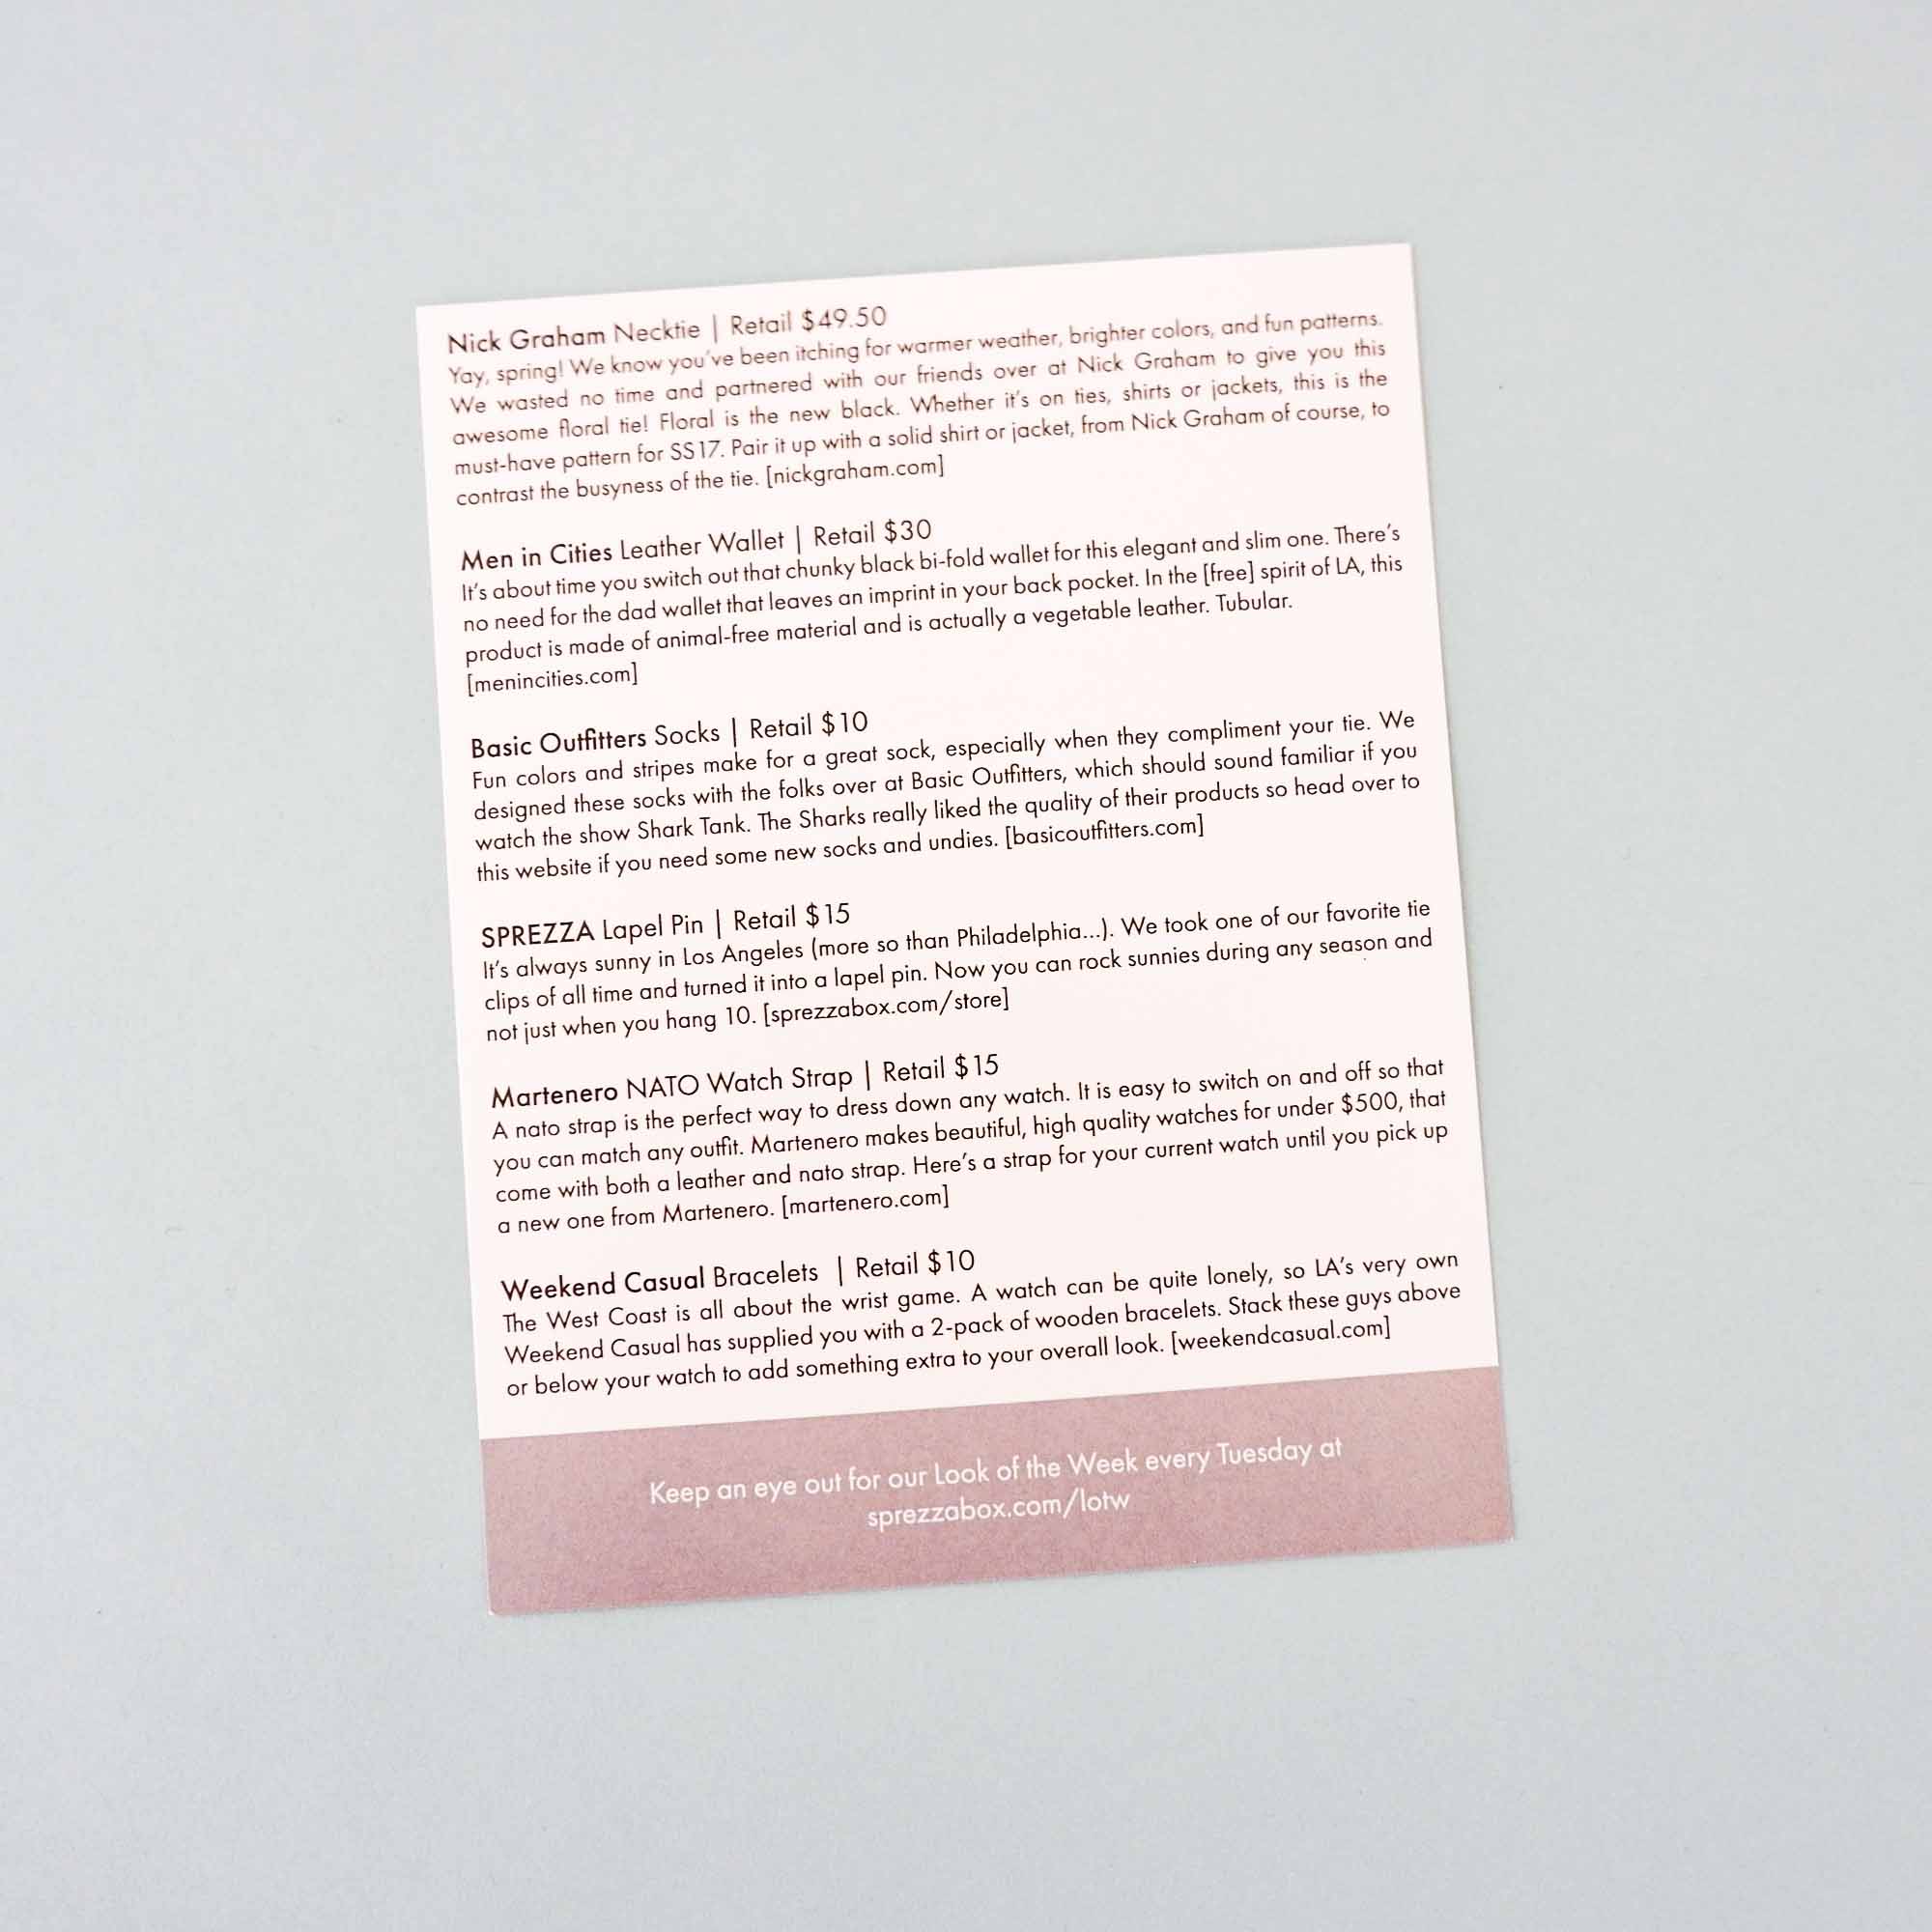 Nick Graham Necktie | Retail $49.50
Yay, spring! We know you've been itching for warmer weather, brighter colors, and fun patterns.
We wasted no time and partnered with our friends over at Nick Graham to give you this
awesome floral tie! Floral is the new black. Whether it's on ties, shirts or jackets, this is the
must-have pattern for SS17. Pair it up with a solid shirt or jacket, from Nick Graham of course, to
contrast the busyness of the tie. [nickgraham.com]
Men in Cities Leather Wallet | Retail $30
It's about time you switch out that chunky black bi-fold wallet for this elegant and slim one. There's
no need for the dad wallet that leaves an imprint in your back pocket. In the [free] spirit of LA, this
product is made of animal-free material and is actually a vegetable leather. Tubular.
[menincities.com]
Basic Outfitters Socks | Retail $10
Fun colors and stripes make for a great sock, especially when they compliment your tie. We
designed these socks with the folks over at Basic Outfitters, which should sound familiar if you
watch the show Shark Tank. The Sharks really liked the quality of their products so head over to
this website if you need some new socks and undies. [basicoutfitters.com]
SPREZZA Lapel Pin | Retail $15
It's always sunny in Los Angeles (more so than Philadelphia...). We took one of our favorite tie
clips of all time and turned it into a lapel pin. Now you can rock sunnies during any season and
not just when you hang 10. [sprezzabox.com/store]
Martenero NATO Watch Strap | Retail $15
A nato strap is the perfect way to dress down any watch. It is easy to switch on and off so that
you can match any outfit. Martenero makes beautiful, high quality watches for under $500, that
come with both a leather and nato strap. Here's a strap for your current watch until you pick up
a new one from Martenero. [martenero.com]
Weekend Casual Bracelets | Retail $10
The West Coast is all about the wrist game. A watch can be quite lonely, so LA's very own
Weekend Casual has supplied you with a 2-pack of wooden bracelets. Stack these guys above
or below your watch to add something extra to your overall look. [weekendcasual.com]
Keep an eye out for our Look of the Week every Tuesday at
sprezzabox.com/lotw